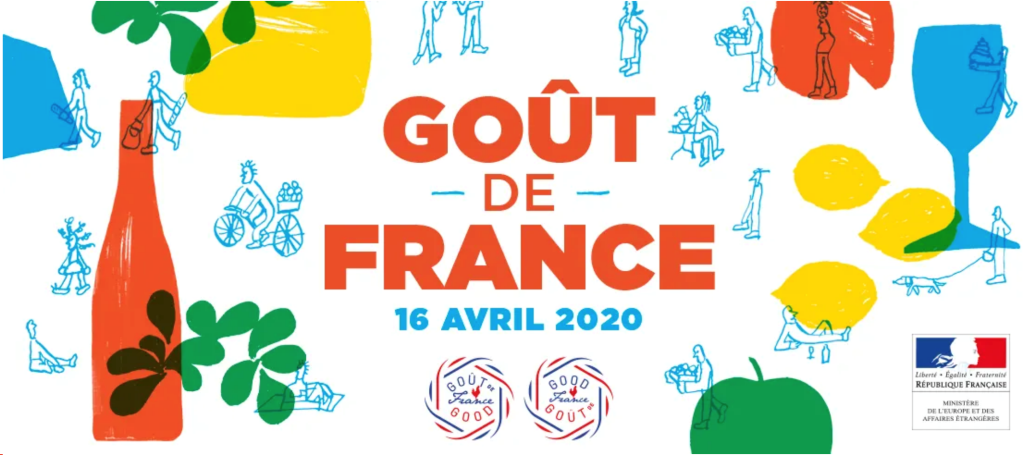 GOÛT
DE
FRANCE
16 AVRIL 2020
GOÛT DE
France
GOOD
GOOD
France
GOÛT DE
Liberté • Égalité • Fraternité
RÉPUBLIQUE FRANÇAISE
MINISTÈRE
DE L'EUROPE ET DES
AFFAIRES ÉTRANGÈRES